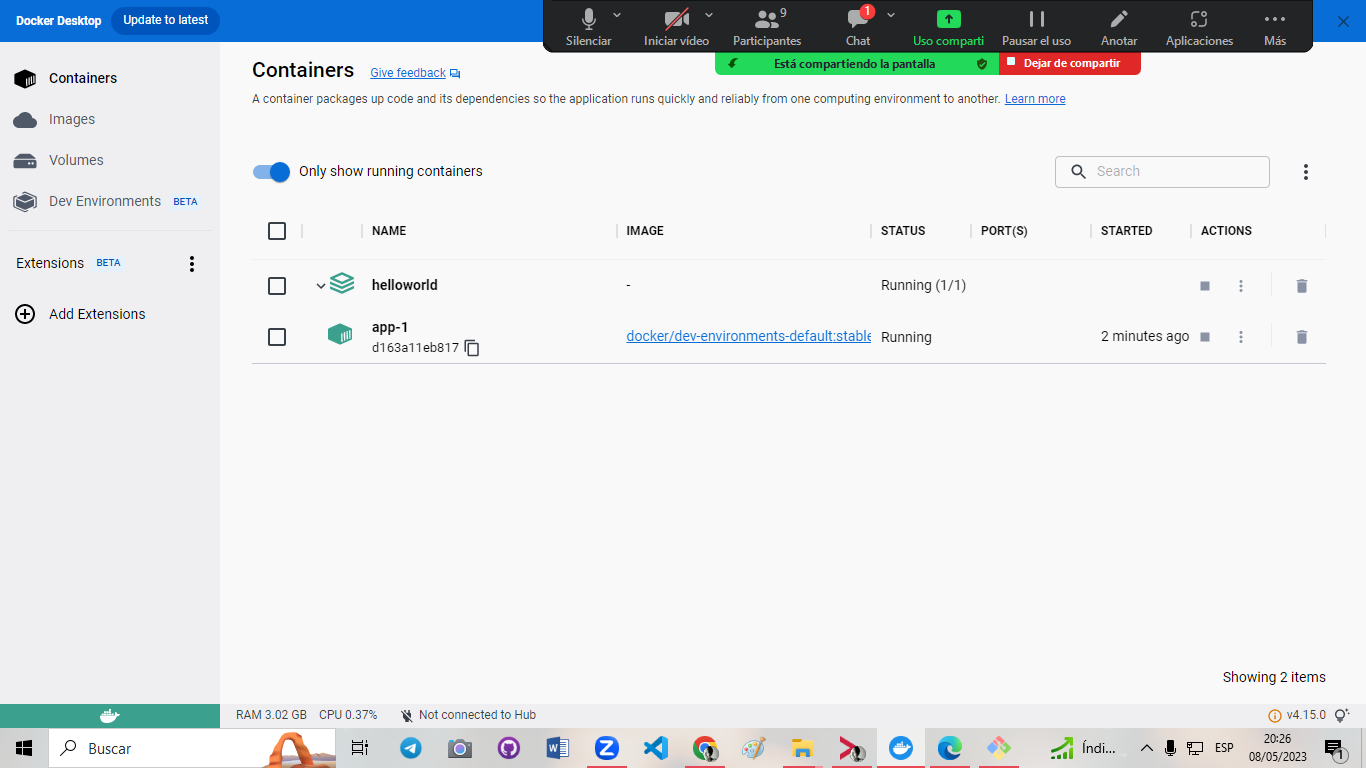 Docker Desktop
Update to latest
Silenciar
Iniciar vídeo
9
Participantes
1
Chat
Uso comparti
Pausar el uso
Anotar
Aplicaciones
Más
Está compartiendo la pantalla
Dejar de compartir
Containers
Images
Volumes
Dev Environments BETA
Extensions BETA
Add Extensions
Containers Give feedback
A container packages up code and its dependencies so the application runs quickly and reliably from one computing environment to another. Learn more
Only show running containers
Search
NAME IMAGE STATUS PORT(S) STARTED ACTIONS
helloworld - Running (1/1)
app-1
d163a11eb817
docker/dev-environments-default:stable
Running
2 minutes ago
Showing 2 items
RAM 3.02 GB CPU 0.37% Not connected to Hub
v4.15.0
Buscar
Índi...
ESP
20:26
08/05/2023
1